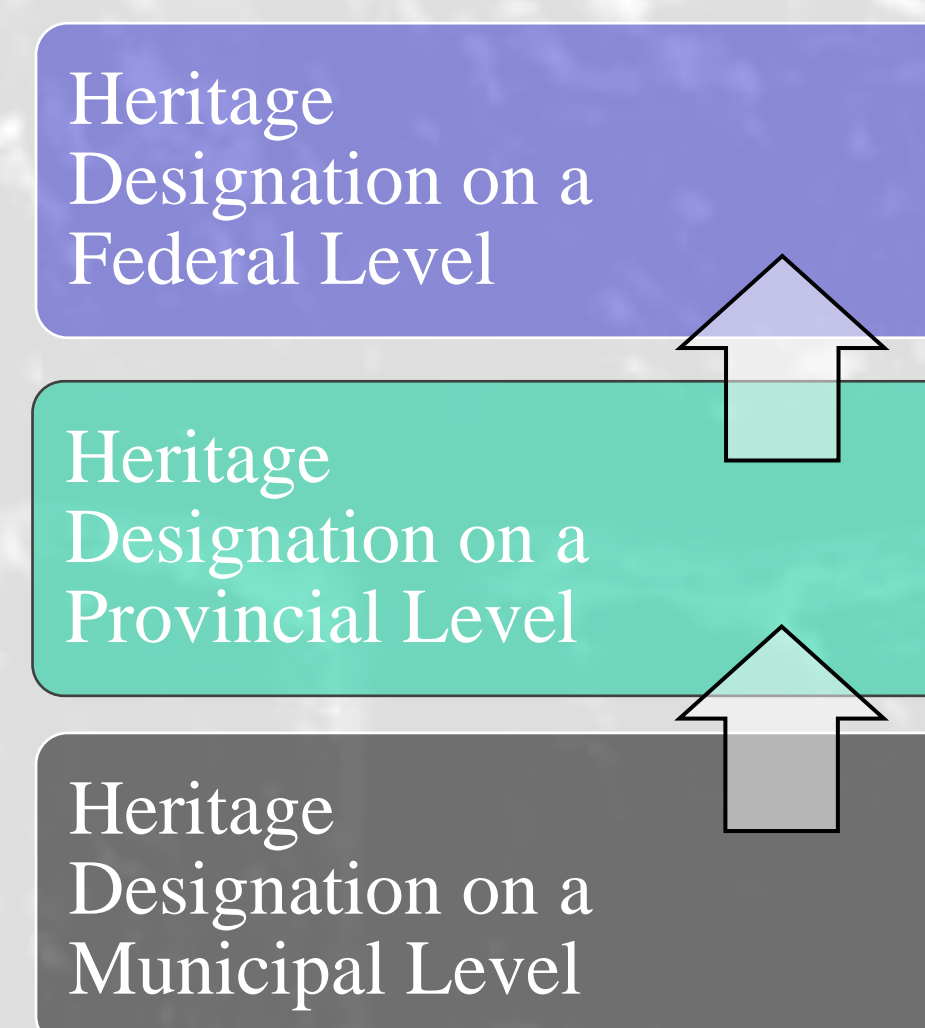 Heritage
Designation on a
Federal Level
Heritage
Designation on a
Provincial Level
Heritage
Designation on a
Municipal Level